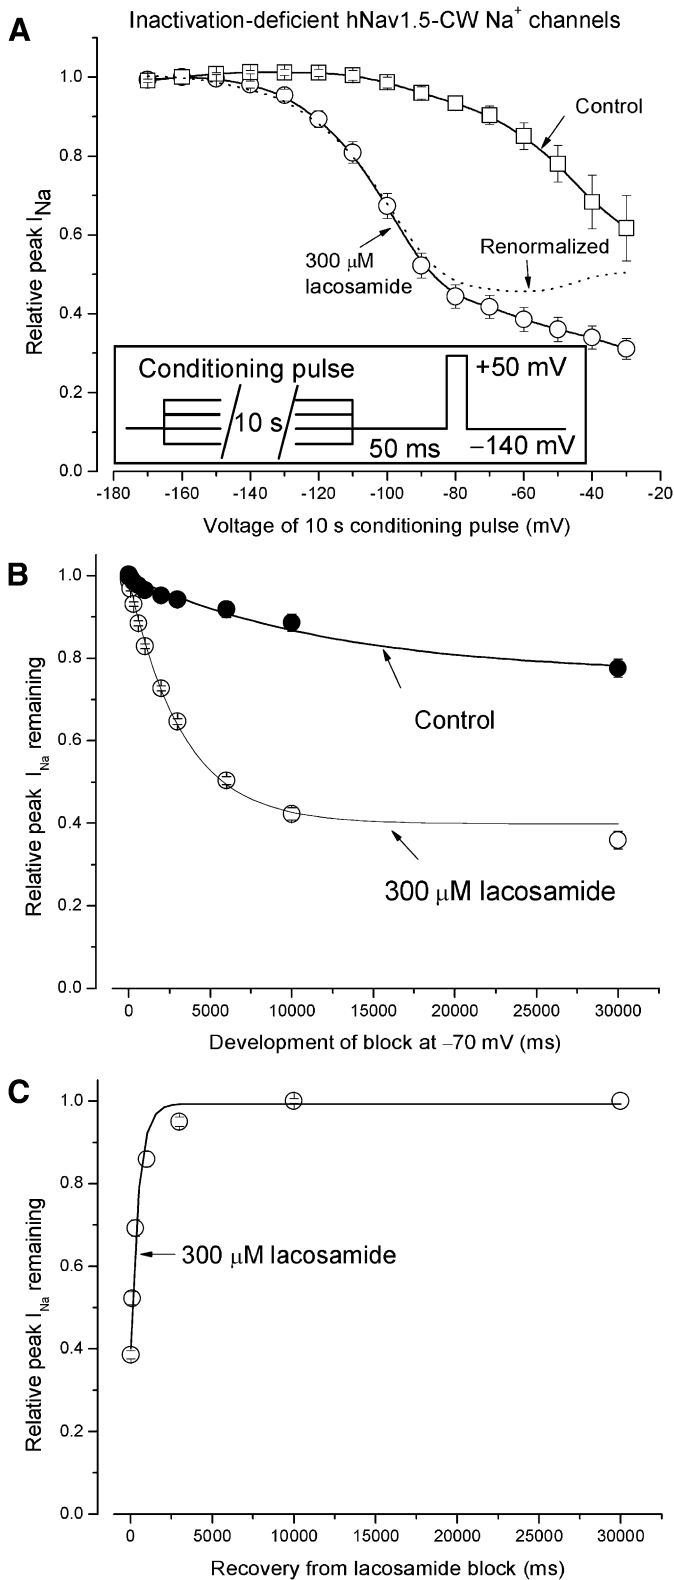 A
Inactivation-deficient hNav1.5-CW Na+ channels
Relative peak INa
1.0
0.8
0.6
0.4
0.2
0.0
Control
Renormalized
300 μM
lacosamide
Conditioning pulse
10 s
+50 mV
50 ms
−140 mV
-180 -160 -140 -120 -100 -80 -60 -40 -20
Voltage of 10 s conditioning pulse (mV)
B
Relative peak INa remaining
1.0
0.8
0.6
0.4
0.2
0.0
Control
300 μM lacosamide
0 5000 10000 15000 20000 25000 30000
Development of block at −70 mV (ms)
C
Relative peak INa remaining
1.0
0.8
0.6
0.4
0.2
0.0
300 μM lacosamide
0 5000 10000 15000 20000 25000 30000
Recovery from lacosamide block (ms)